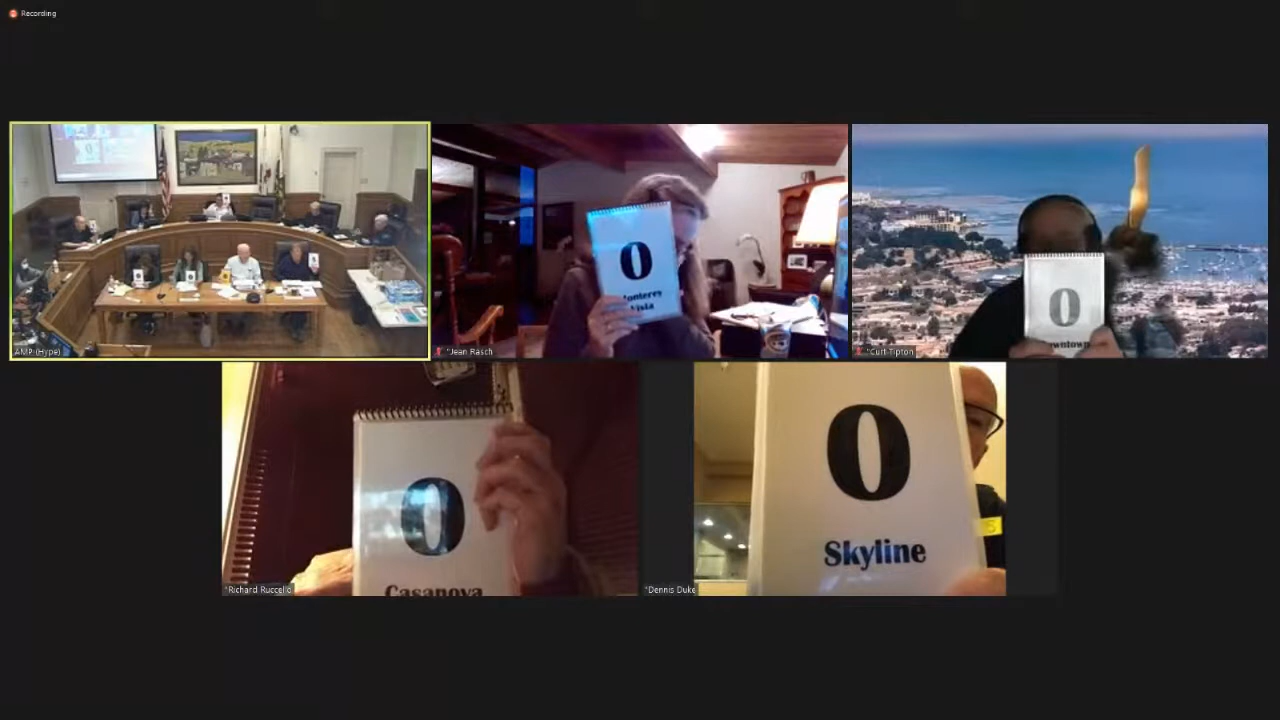 Recording
AMP (Hype)
0
Monterey
Vista
*Jean Rasch
0
Downtown
*Curt Tipton
0
Casanova
*Richard Ruccello
0
Skyline
S
*Dennis Duke